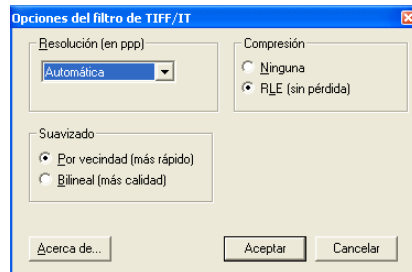 Opciones del filtro de TIFF/IT
Resolución (en ppp)
Automática
Compresión
Ninguna
RLE (sin pérdida)
Suavizado
Por vecindad (más rápido)
Bilineal (más calidad)
Acerca de...
Aceptar
Cancelar